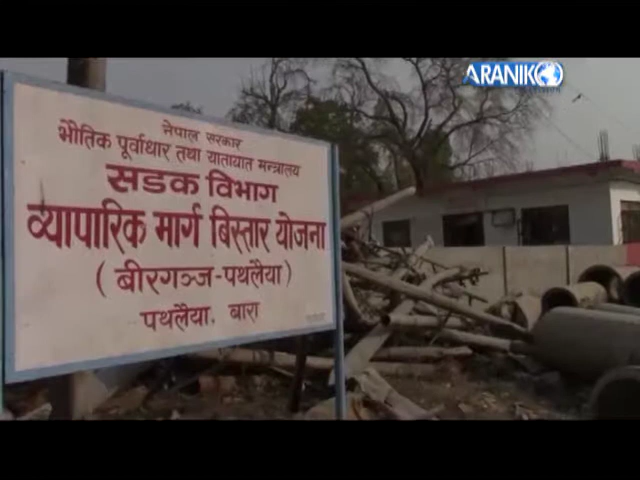 ARANIKO
नेपाल सरकार
भौतिक पूर्वाधार तथा यातायात मन्त्रालय
सडक विभाग
व्यापारिक मार्ग बिस्तार योजना
(बीरगञ्ज-पथलैया)
पथलैया, बारा